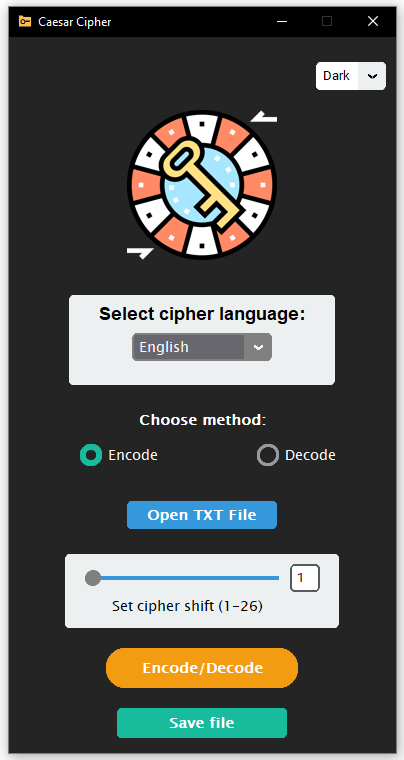 Caesar Cipher
Dark
Select cipher language:
English
Choose method:
Encode
Decode
Open TXT File
1
Set cipher shift (1-26)
Encode/Decode
Save file